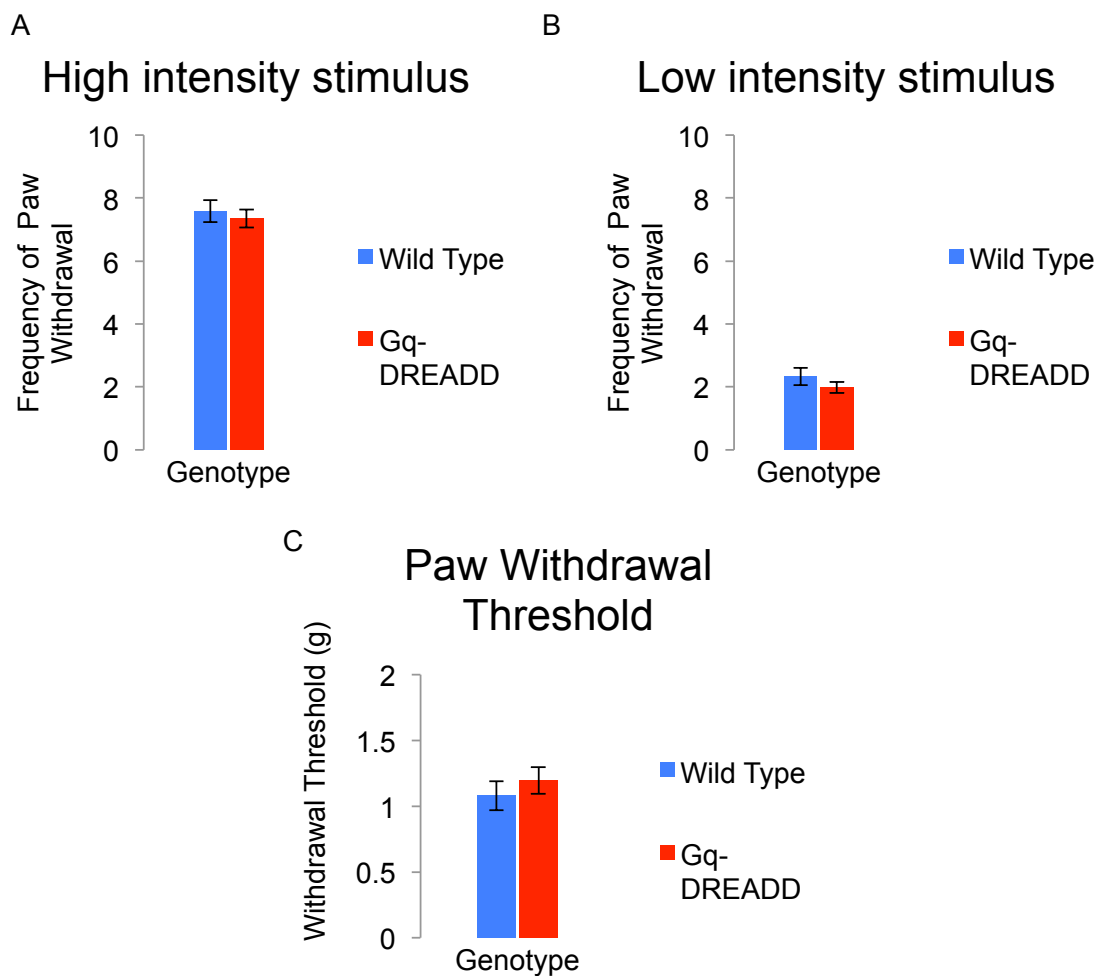 A
High intensity stimulus
10
8
6
4
2
0
Frequency of Paw
Withdrawal
Genotype
Wild Type
Gq-
DREADD
B
Low intensity stimulus
10
8
6
4
2
0
Frequency of Paw
Withdrawal
Genotype
Wild Type
Gq-
DREADD
C
Paw Withdrawal
Threshold
2
1.5
1
0.5
0
Withdrawal Threshold (g)
Genotype
Wild Type
Gq-
DREADD